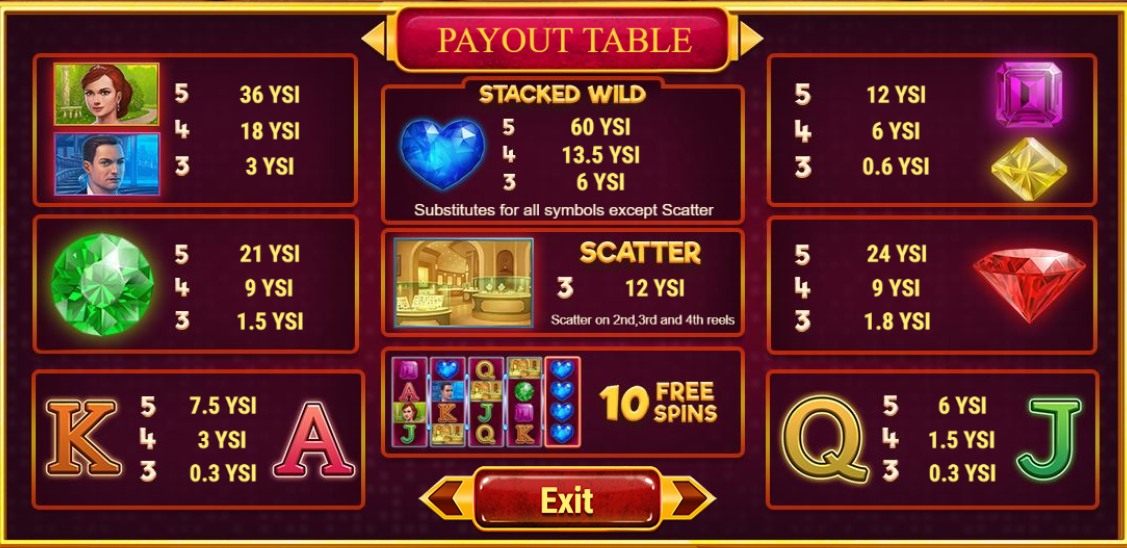 PAYOUT TABLE
5 36 YSI
4 18 YSI
3 3 YSI
STACKED WILD
5 60 YSI
4 13.5 YSI
3 6 YSI
Substitutes for all symbols except Scatter
5 12 YSI
4 6 YSI
3 0.6 YSI
5 21 YSI
4 9 YSI
3 1.5 YSI
SCATTER
3 12 YSI
Scatter on 2nd,3rd and 4th reels
5 24 YSI
4 9 YSI
3 1.8 YSI
K
5 7.5 YSI
4 3 YSI
3 0.3 YSI
A
A
J
Q
K
J
Q
Q
K
10 FREE
SPINS
Q
5 6 YSI
4 1.5 YSI
3 0.3 YSI
J
Exit